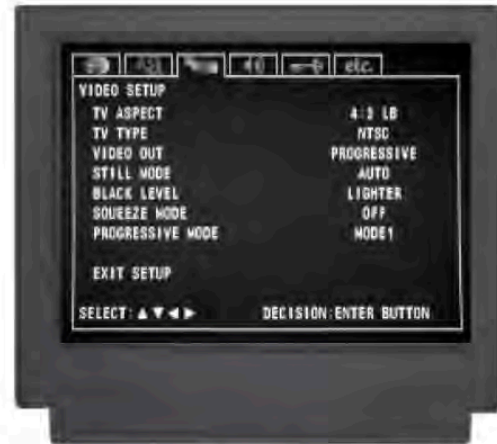 etc.
VIDEO SETUP
TV ASPECT 4:3 LB
TV TYPE NTSC
VIDEO OUT PROGRESSIVE
STILL MODE AUTO
BLACK LEVEL LIGHTER
SQUEEZE MODE OFF
PROGRESSIVE MODE MODE1
EXIT SETUP
SELECT:▲▼◀▶ DECISION:ENTER BUTTON